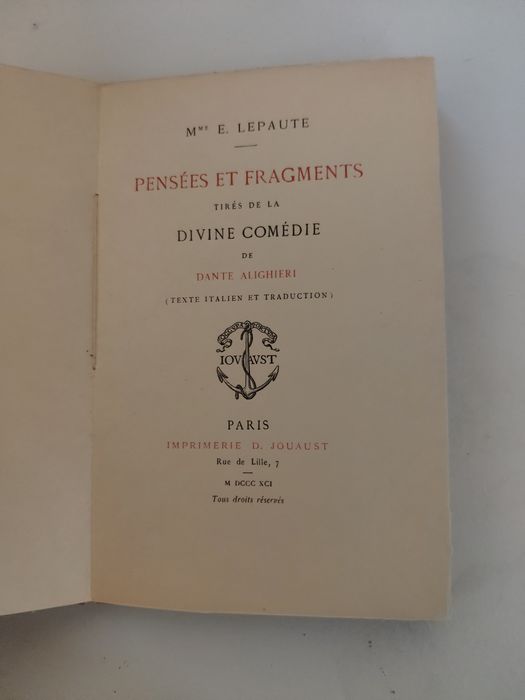 Mme E. LEPAUTE
PENSÉES ET FRAGMENTS
TIRÉS DE LA
DIVINE COMÉDIE
DE
DANTE ALIGHIERI
(TEXTE ITALIEN ET TRADUCTION)
IOVAVST
PARIS
IMPRIMERIE D. JOUAUST
Rue de Lille, 7
M DCCC XCI
Tous droits réservés